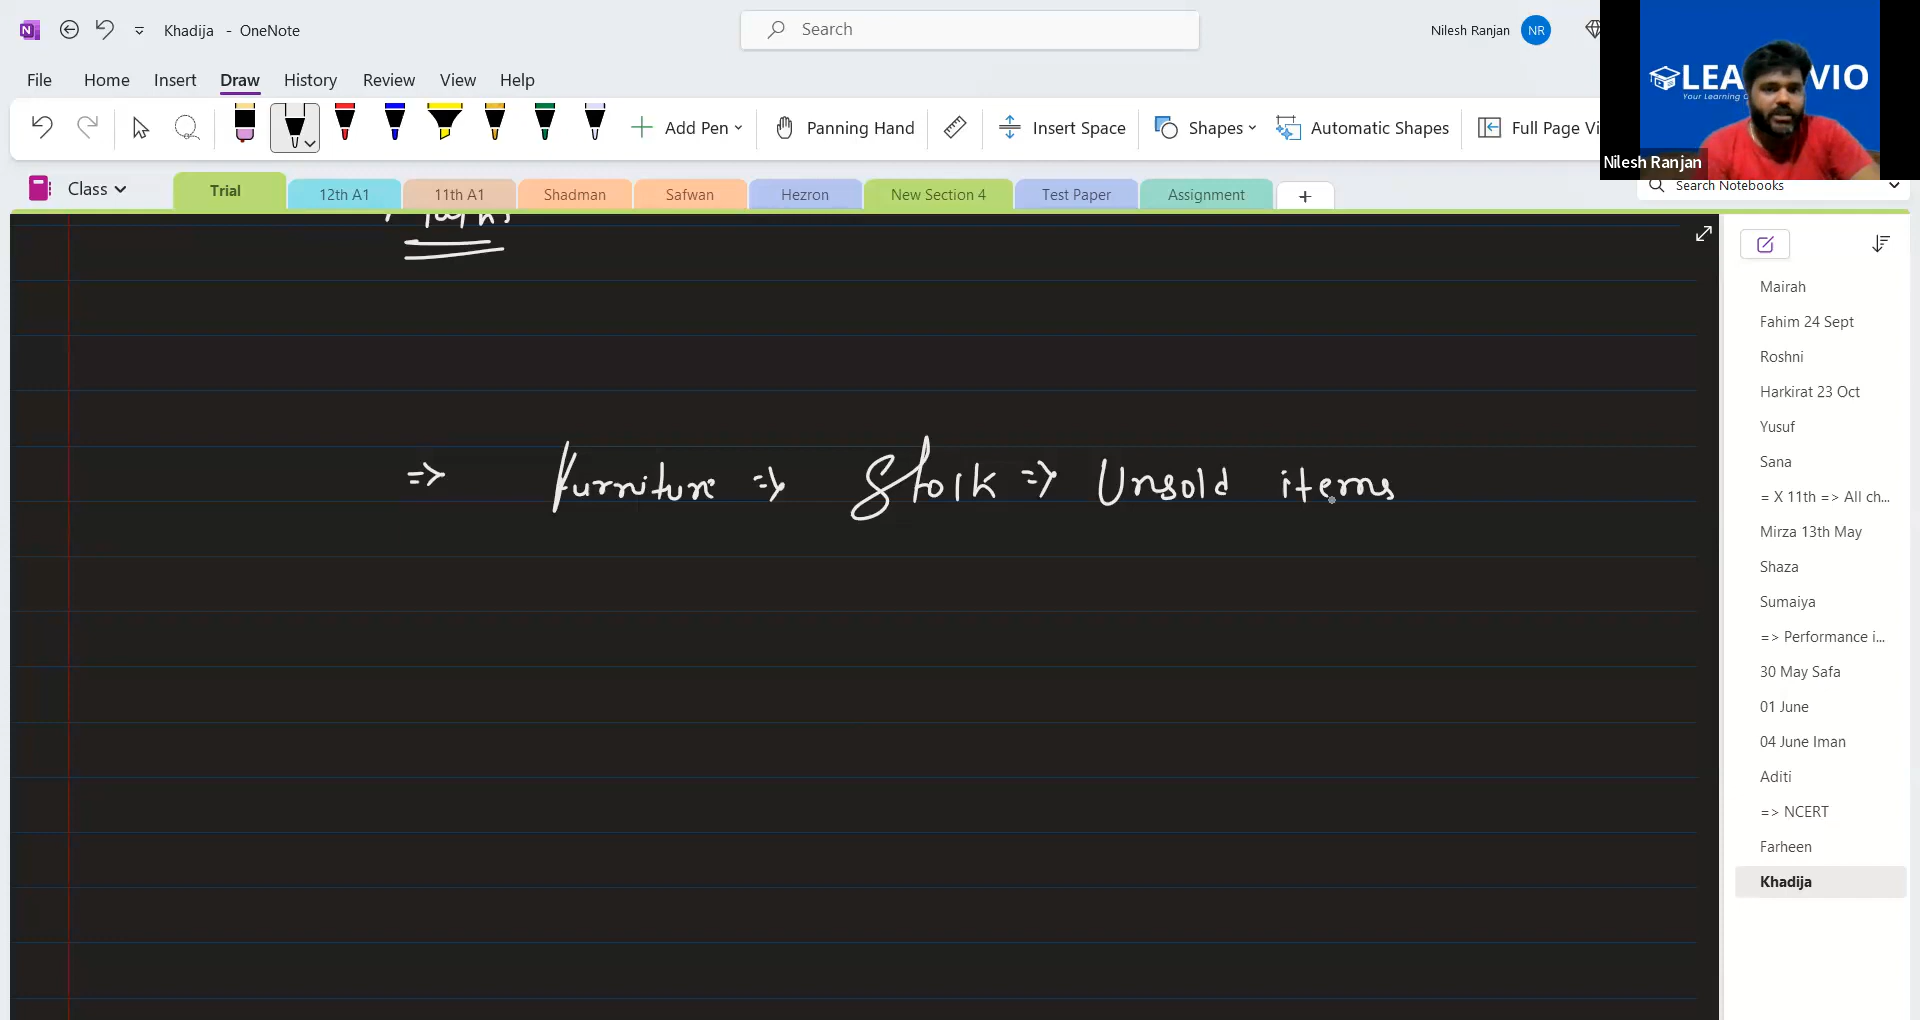 Khadija - OneNote
Search
Nilesh Ranjan NR
File Home Insert Draw History Review View Help
Add Pen Panning Hand Insert Space Shapes Automatic Shapes Full Page Vi
LEA VIO
Your Learning
Nilesh Ranjan
Class Trial 12th A1 11th A1 Shadman Safwan Hezron New Section 4 Test Paper Assignment +
Search Notebooks
=> Furniture => Stock => Unsold items
Mairah
Fahim 24 Sept
Roshni
Harkirat 23 Oct
Yusuf
Sana
= X 11th => All ch...
Mirza 13th May
Shaza
Sumaiya
=> Performance i...
30 May Safa
01 June
04 June Iman
Aditi
=> NCERT
Farheen
Khadija